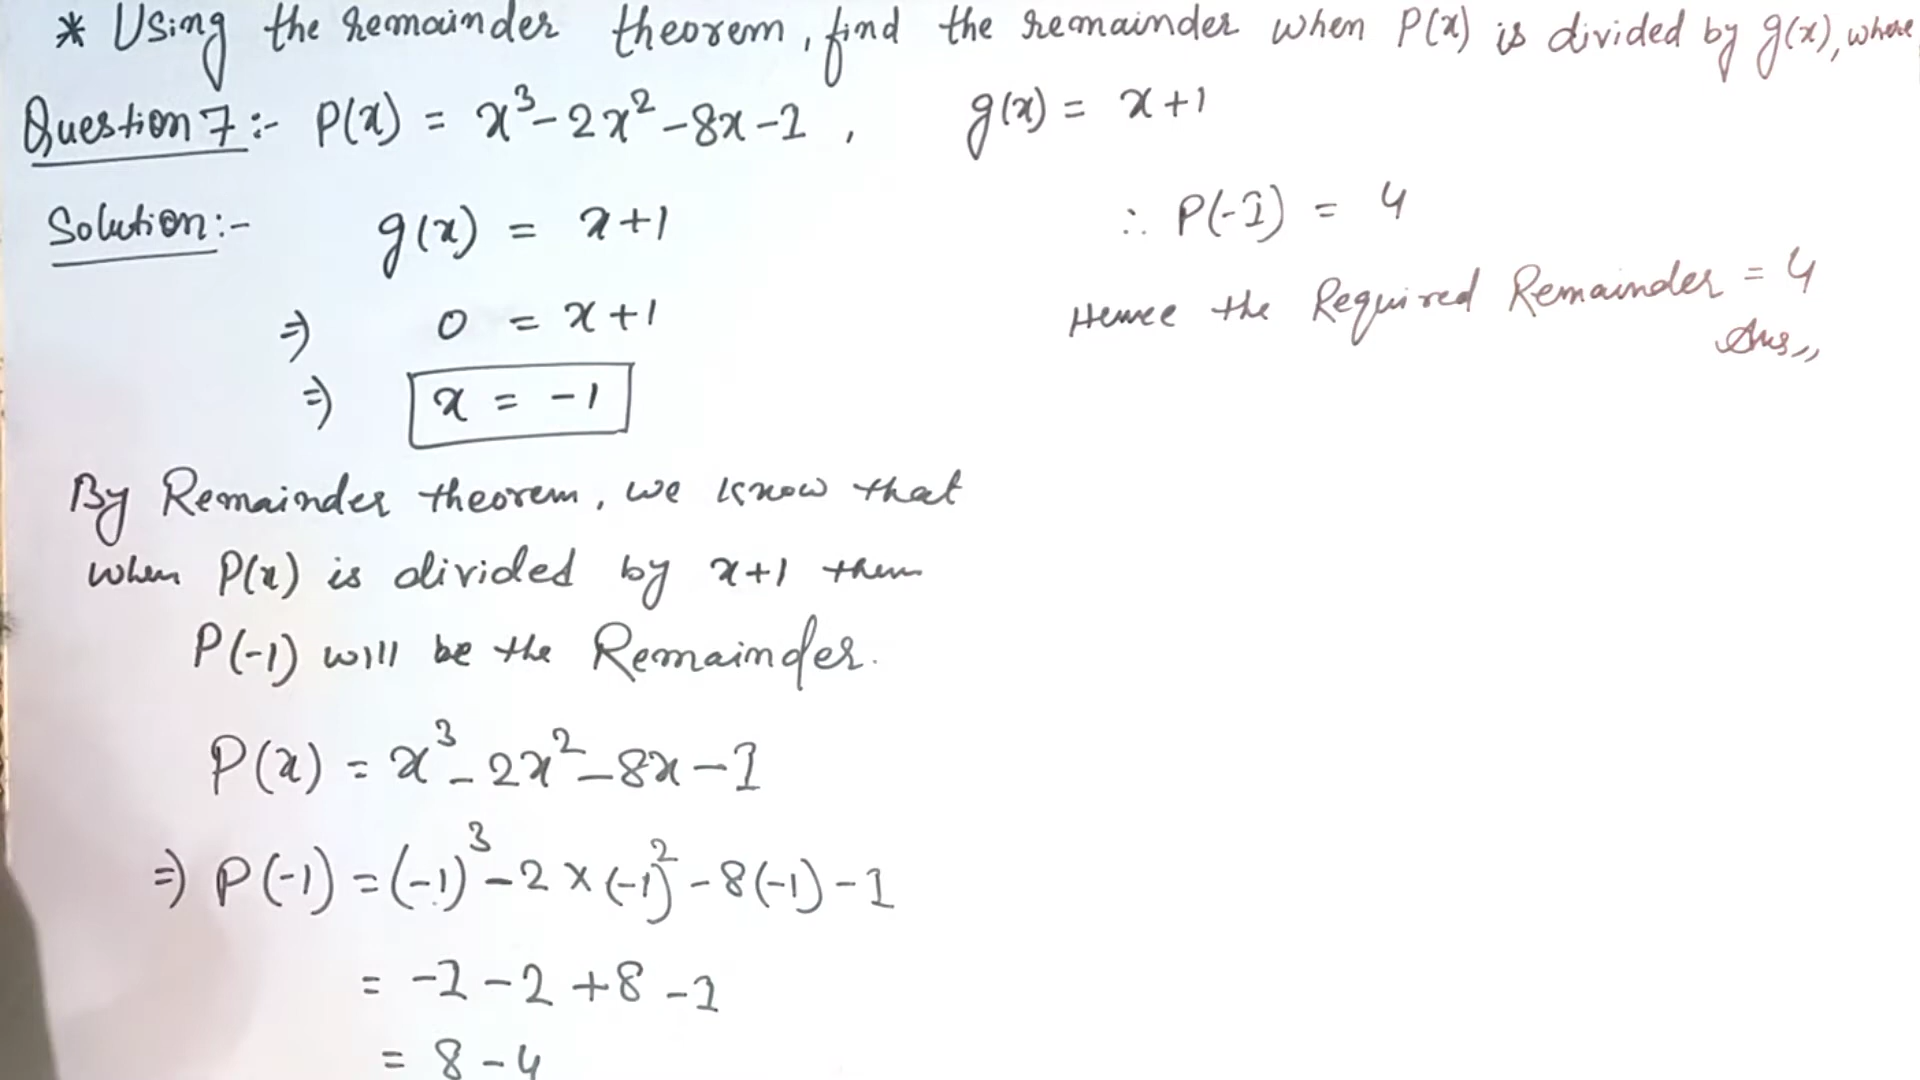 * Using the remainder theorem, find the remainder when P(x) is divided by g(x), where
Question 7:- P(x) = x³ - 2x² - 8x - 1 , g(x) = x + 1
Solution:- g(x) = x + 1
⇒ 0 = x + 1
⇒ x = -1
By Remainder theorem, we know that
when P(x) is divided by x+1 then
P(-1) will be the Remainder.
P(x) = x³ - 2x² - 8x - 1
⇒ P(-1) = (-1)³ - 2 × (-1)² - 8(-1) - 1
= -1 - 2 + 8 - 1
= 8 - 4
∴ P(-1) = 4
Hence the Required Remainder = 4
Ans,,